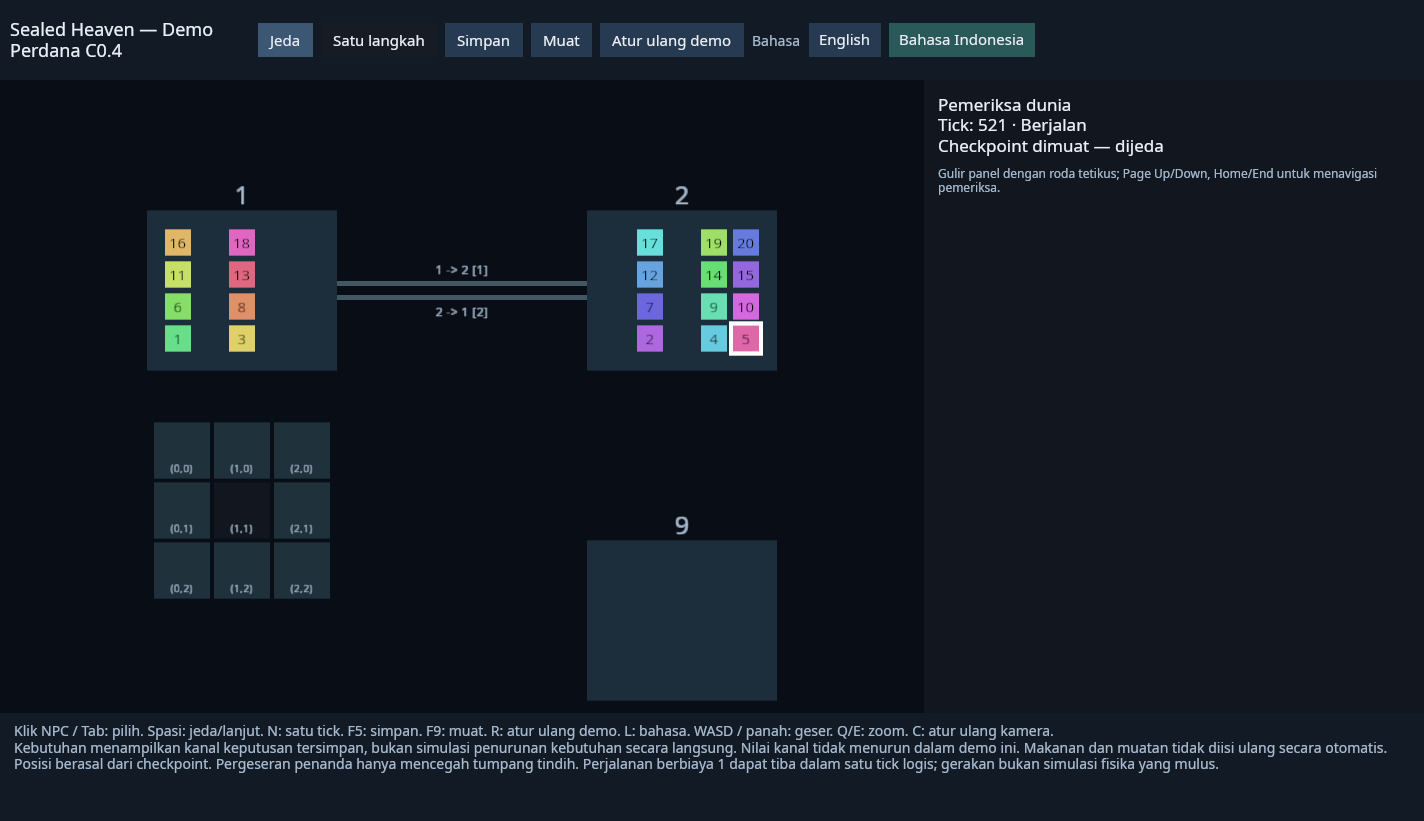 Sealed Heaven — Demo
Perdana C0.4
Jeda
Satu langkah
Simpan
Muat
Atur ulang demo
Bahasa
English
Bahasa Indonesia
Pemeriksa dunia
Tick: 521 · Berjalan
Checkpoint dimuat — dijeda
Gulir panel dengan roda tetikus; Page Up/Down, Home/End untuk menavigasi
pemeriksa.
1
2
16 18
17 19 20
11 13
12 14 15
6 8
7 9 10
1 3
2 4 5
1 -> 2 [1]
2 -> 1 [2]
(0,0) (1,0) (2,0)
(0,1) (1,1) (2,1)
(0,2) (1,2) (2,2)
9
Klik NPC / Tab: pilih. Spasi: jeda/lanjut. N: satu tick. F5: simpan. F9: muat. R: atur ulang demo. L: bahasa. WASD / panah: geser. Q/E: zoom. C: atur ulang kamera.
Kebutuhan menampilkan kanal keputusan tersimpan, bukan simulasi penurunan kebutuhan secara langsung. Nilai kanal tidak menurun dalam demo ini. Makanan dan muatan tidak diisi ulang secara otomatis.
Posisi berasal dari checkpoint. Pergeseran penanda hanya mencegah tumpang tindih. Perjalanan berbiaya 1 dapat tiba dalam satu tick logis; gerakan bukan simulasi fisika yang mulus.